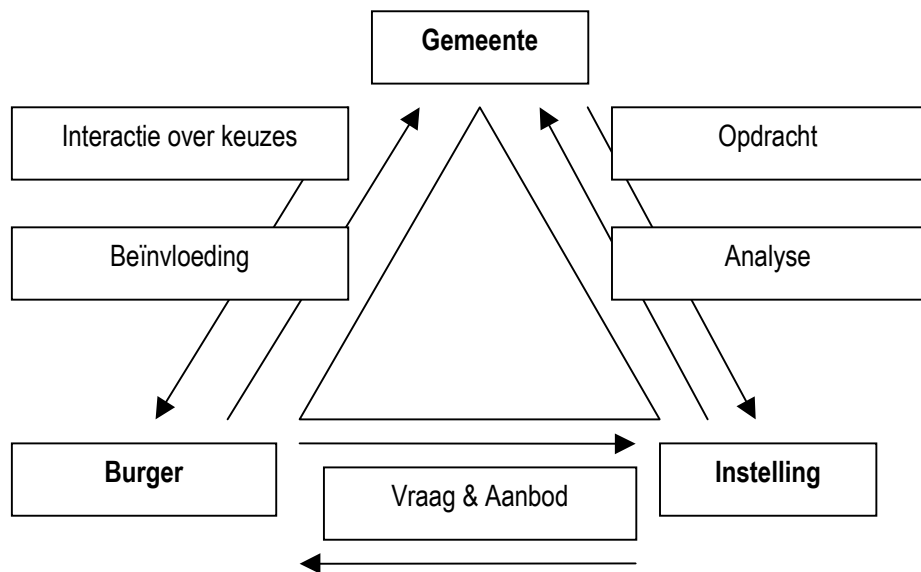 Gemeente
Interactie over keuzes
Opdracht
Beïnvloeding
Analyse
Burger
Instelling
Vraag & Aanbod